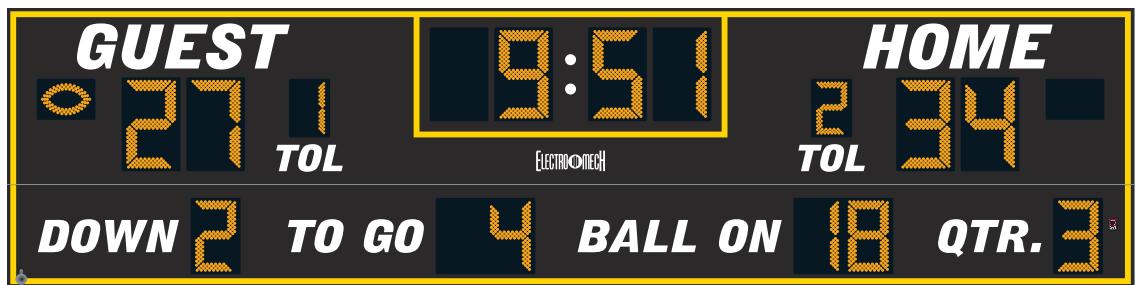 GUEST 9:51 HOME
27 1 2 34
TOL TOL
ELECTRO MECH
DOWN 2 TO GO 4 BALL ON 18 QTR. 3